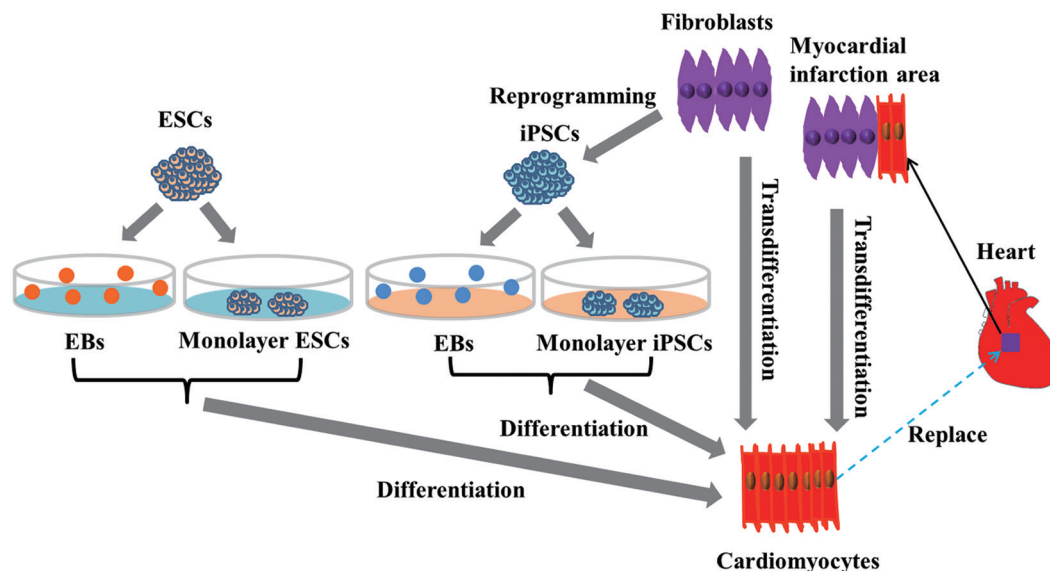 Fibroblasts
Myocardial
infarction area
Reprogramming
ESCs
iPSCs
Transdifferentiation
Transdifferentiation
Heart
EBs
Monolayer ESCs
EBs
Monolayer iPSCs
Differentiation
Replace
Differentiation
Cardiomyocytes